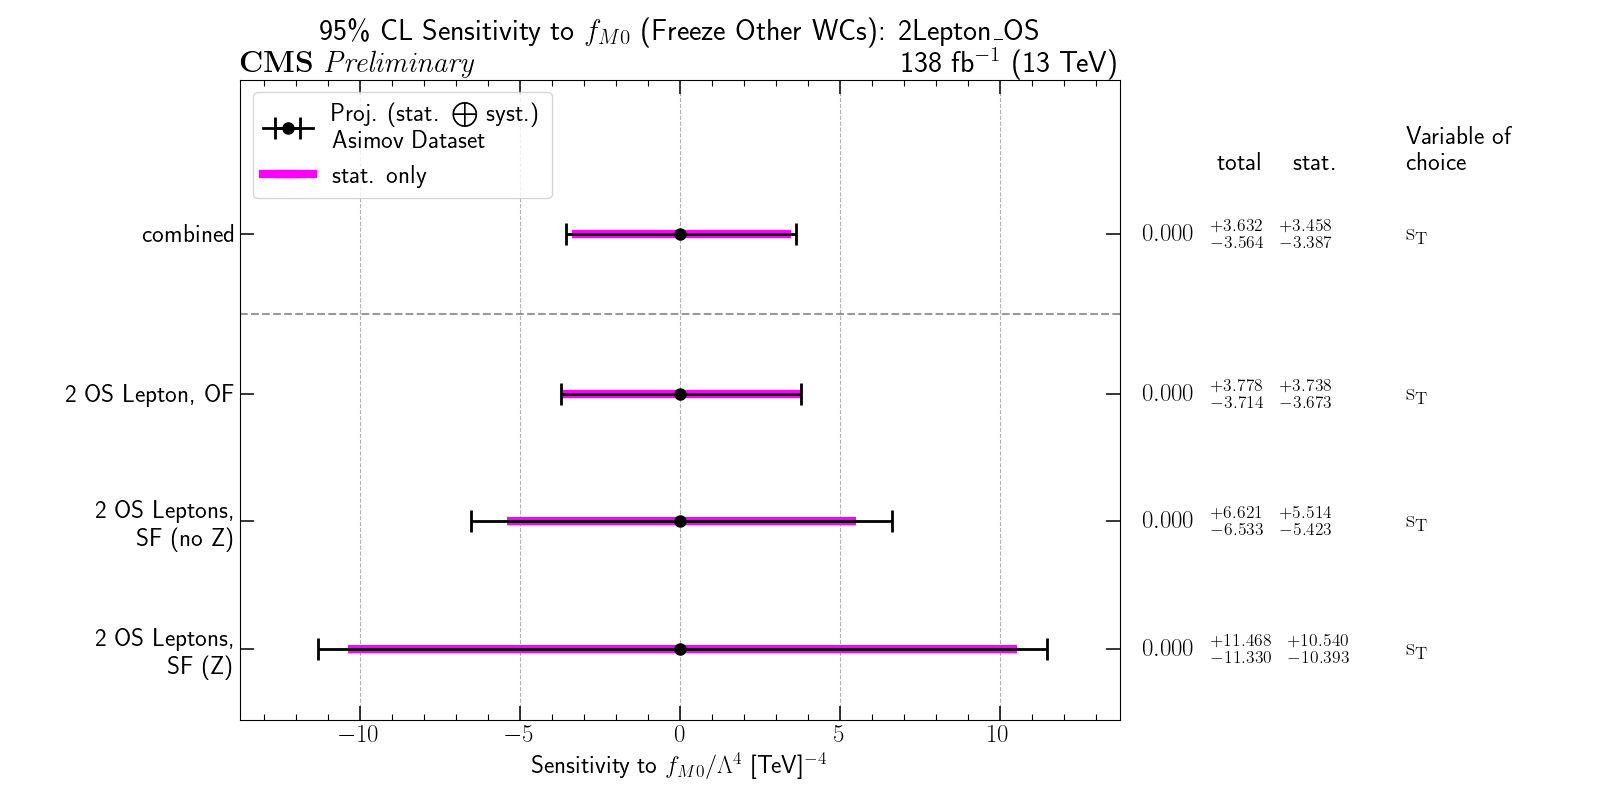 95% CL Sensitivity to f_{M0} (Freeze Other WCs): 2Lepton_OS
CMS Preliminary
138 fb^{−1} (13 TeV)
Proj. (stat. ⨁ syst.)
Asimov Dataset
stat. only
total stat.
Variable of
choice
combined
0.000 +3.632 −3.564 +3.458 −3.387 s_T
2 OS Lepton, OF
0.000 +3.778 −3.714 +3.738 −3.673 s_T
2 OS Leptons,
SF (no Z)
0.000 +6.621 −6.533 +5.514 −5.423 s_T
2 OS Leptons,
SF (Z)
0.000 +11.468 −11.330 +10.540 −10.393 s_T
−10 −5 0 5 10
Sensitivity to f_{M0}/Λ^4 [TeV]^{−4}